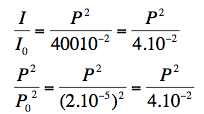 I/I₀ = P²/40010⁻² = P²/4.10⁻²
P²/P₀² = P²/(2.10⁻⁵)² = P²/4.10⁻²